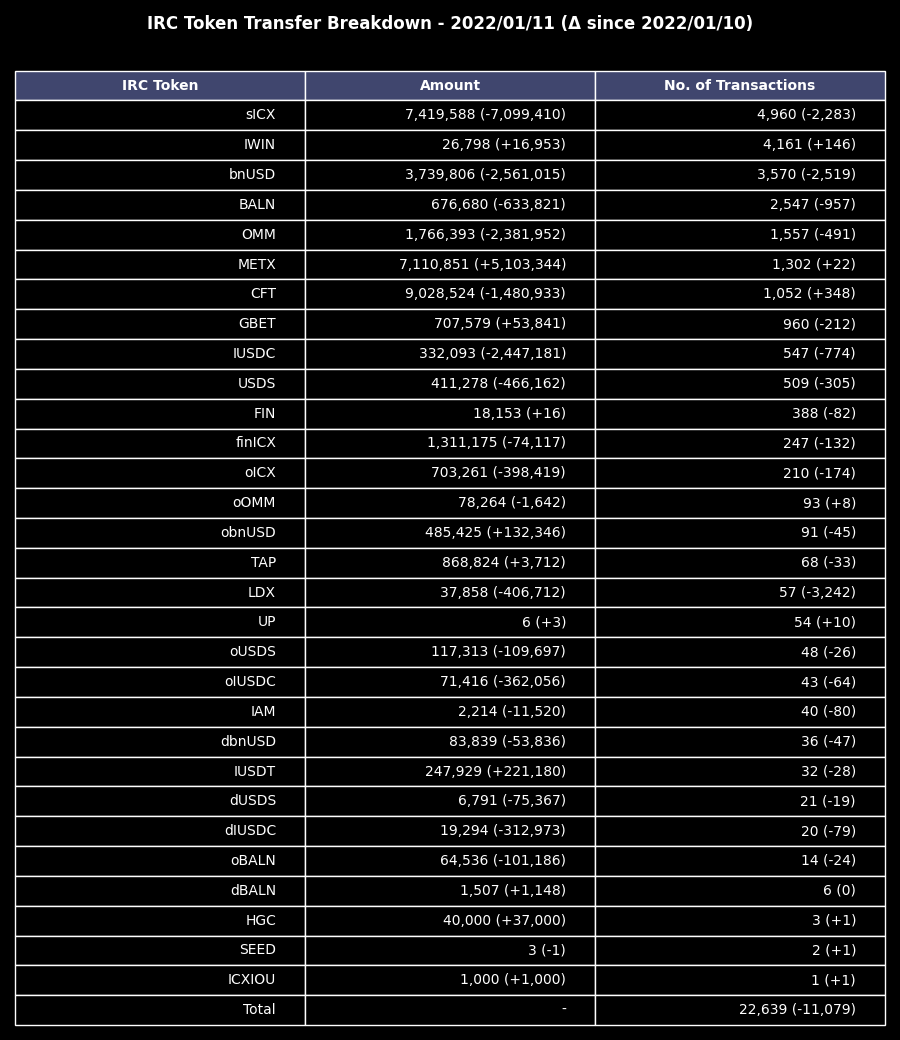 IRC Token Transfer Breakdown - 2022/01/11 (Δ since 2022/01/10)
IRC Token Amount No. of Transactions
sICX 7,419,588 (-7,099,410) 4,960 (-2,283)
IWIN 26,798 (+16,953) 4,161 (+146)
bnUSD 3,739,806 (-2,561,015) 3,570 (-2,519)
BALN 676,680 (-633,821) 2,547 (-957)
OMM 1,766,393 (-2,381,952) 1,557 (-491)
METX 7,110,851 (+5,103,344) 1,302 (+22)
CFT 9,028,524 (-1,480,933) 1,052 (+348)
GBET 707,579 (+53,841) 960 (-212)
IUSDC 332,093 (-2,447,181) 547 (-774)
USDS 411,278 (-466,162) 509 (-305)
FIN 18,153 (+16) 388 (-82)
finICX 1,311,175 (-74,117) 247 (-132)
oICX 703,261 (-398,419) 210 (-174)
oOMM 78,264 (-1,642) 93 (+8)
obnUSD 485,425 (+132,346) 91 (-45)
TAP 868,824 (+3,712) 68 (-33)
LDX 37,858 (-406,712) 57 (-3,242)
UP 6 (+3) 54 (+10)
oUSDS 117,313 (-109,697) 48 (-26)
oIUSDC 71,416 (-362,056) 43 (-64)
IAM 2,214 (-11,520) 40 (-80)
dbnUSD 83,839 (-53,836) 36 (-47)
IUSDT 247,929 (+221,180) 32 (-28)
dUSDS 6,791 (-75,367) 21 (-19)
dIUSDC 19,294 (-312,973) 20 (-79)
oBALN 64,536 (-101,186) 14 (-24)
dBALN 1,507 (+1,148) 6 (0)
HGC 40,000 (+37,000) 3 (+1)
SEED 3 (-1) 2 (+1)
ICXIOU 1,000 (+1,000) 1 (+1)
Total - 22,639 (-11,079)